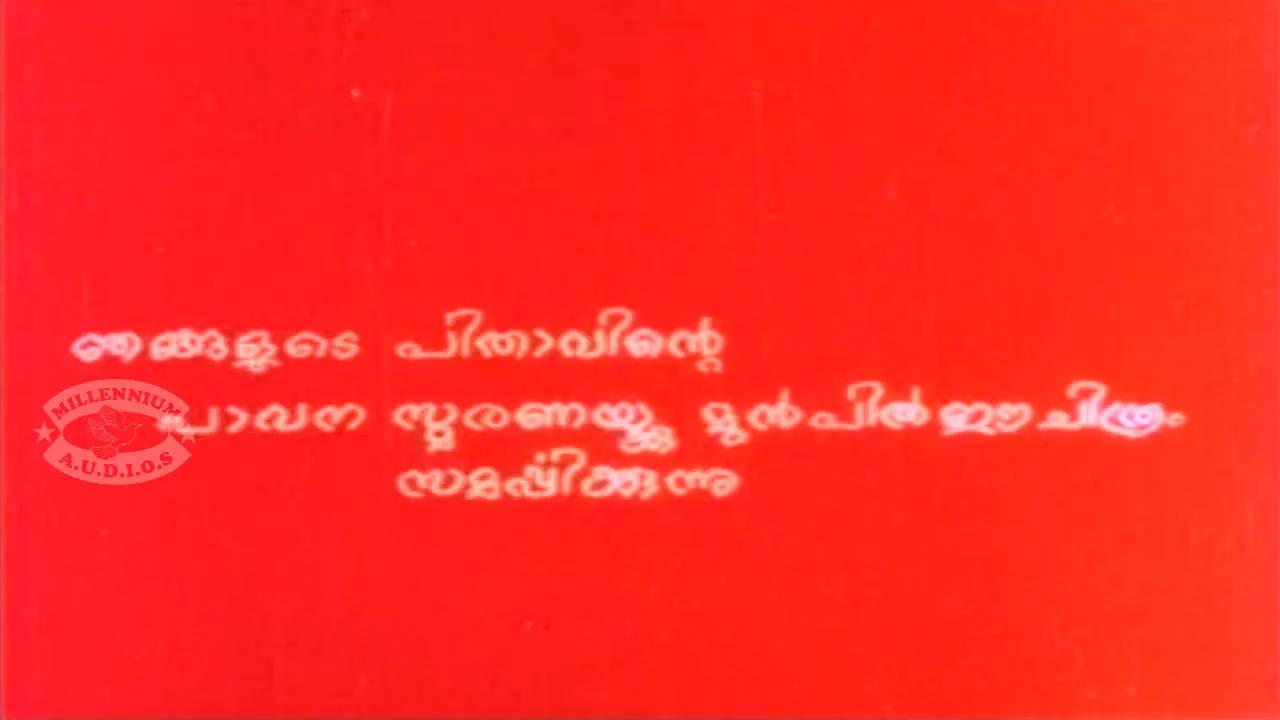 ഞങ്ങളുടെ പിതാവിന്റെ
പാവന സ്മരണയ്ക്കു മുൻപിൽ ഈ ചിത്രം
സമർപ്പിക്കുന്നു
MILLENNIUM
A.U.D.I.O.S